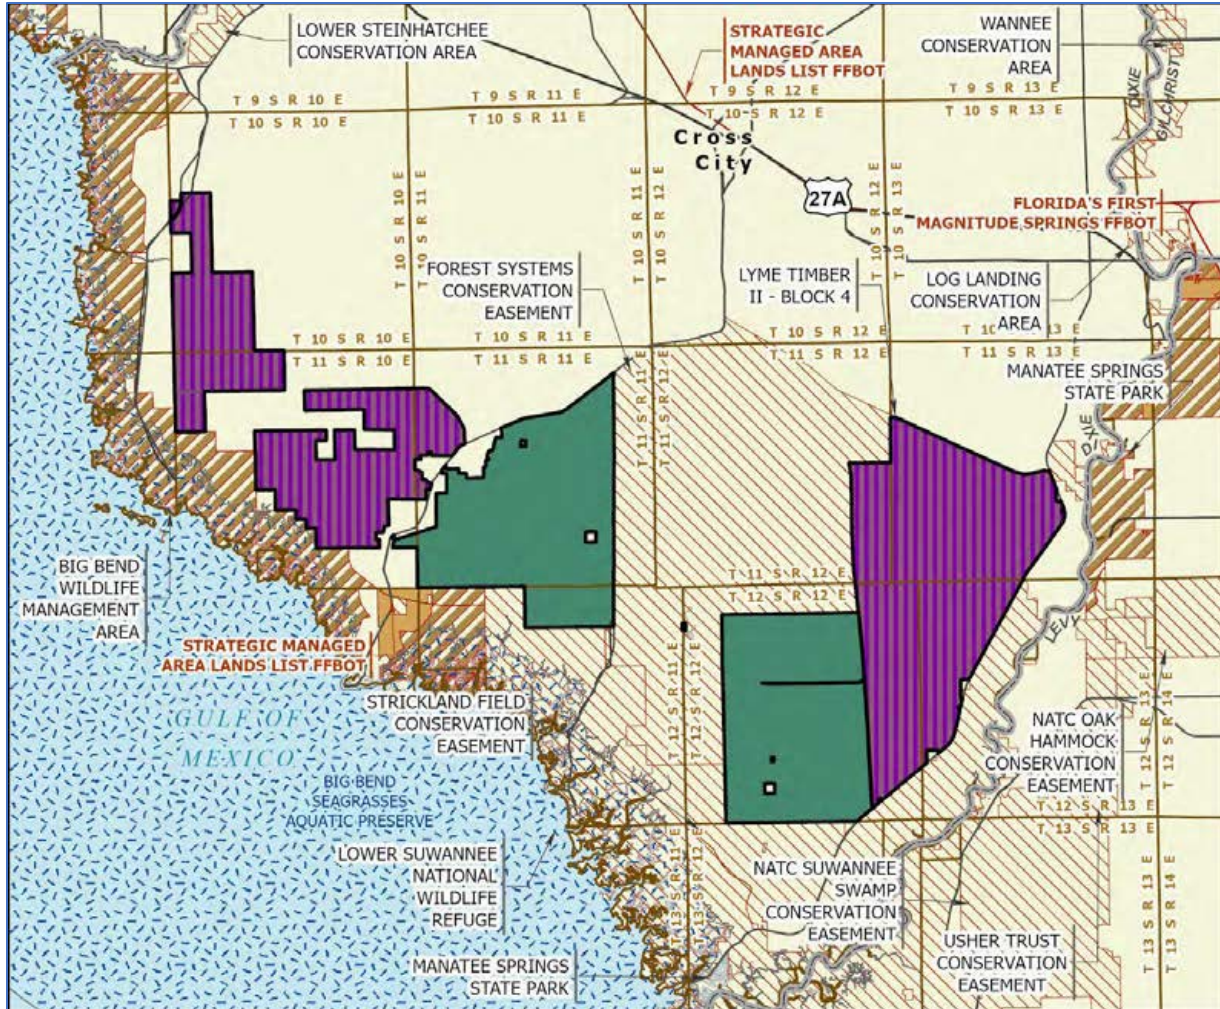 LOWER STEINHATCHEE
CONSERVATION AREA
STRATEGIC
MANAGED AREA
LANDS LIST FFBOT
WANNEE
CONSERVATION
AREA
DIXIE
GILCHRIST
T 9 S R 10 E
T 10 S R 10 E
T 9 S R 11 E
T 10 S R 11 E
T 9 S R 12 E
T 10 S R 12 E
T 9 S R 13 E
T 10 S R 13 E
Cross
City
27A
T 10 S R 10 E
T 10 S R 11 E
T 10 S R 11 E
T 10 S R 12 E
T 10 S R 12 E
T 10 S R 13 E
FLORIDA'S FIRST
MAGNITUDE SPRINGS FFBOT
FOREST SYSTEMS
CONSERVATION
EASEMENT
LYME TIMBER
II - BLOCK 4
LOG LANDING
CONSERVATION
AREA
T 10 S R 10 E
T 11 S R 10 E
T 10 S R 11 E
T 11 S R 11 E
T 10 S R 12 E
T 11 S R 12 E
13 E
T 11 S R 13 E
MANATEE SPRINGS
STATE PARK
T 11 S R 11 E
T 11 S R 12 E
DIXIE
BIG BEND
WILDLIFE
MANAGEMENT
AREA
T 11 S R 12 E
T 12 S R 12 E
LEVY
STRATEGIC MANAGED
AREA LANDS LIST FFBOT
STRICKLAND FIELD
CONSERVATION
EASEMENT
T 12 S R 11 E
T 12 S R 12 E
NATC OAK
HAMMOCK
CONSERVATION
EASEMENT
T 12 S R 13 E
T 12 S R 14 E
GULF OF
MEXICO
BIG BEND
SEAGRASSES
AQUATIC PRESERVE
T 12 S R 13 E
T 13 S R 13 E
LOWER SUWANNEE
NATIONAL
WILDLIFE
REFUGE
T 13 S R 11 E
T 13 S R 12 E
NATC SUWANNEE
SWAMP
CONSERVATION
EASEMENT
T 13 S R 13 E
T 13 S R 14 E
MANATEE SPRINGS
STATE PARK
USHER TRUST
CONSERVATION
EASEMENT